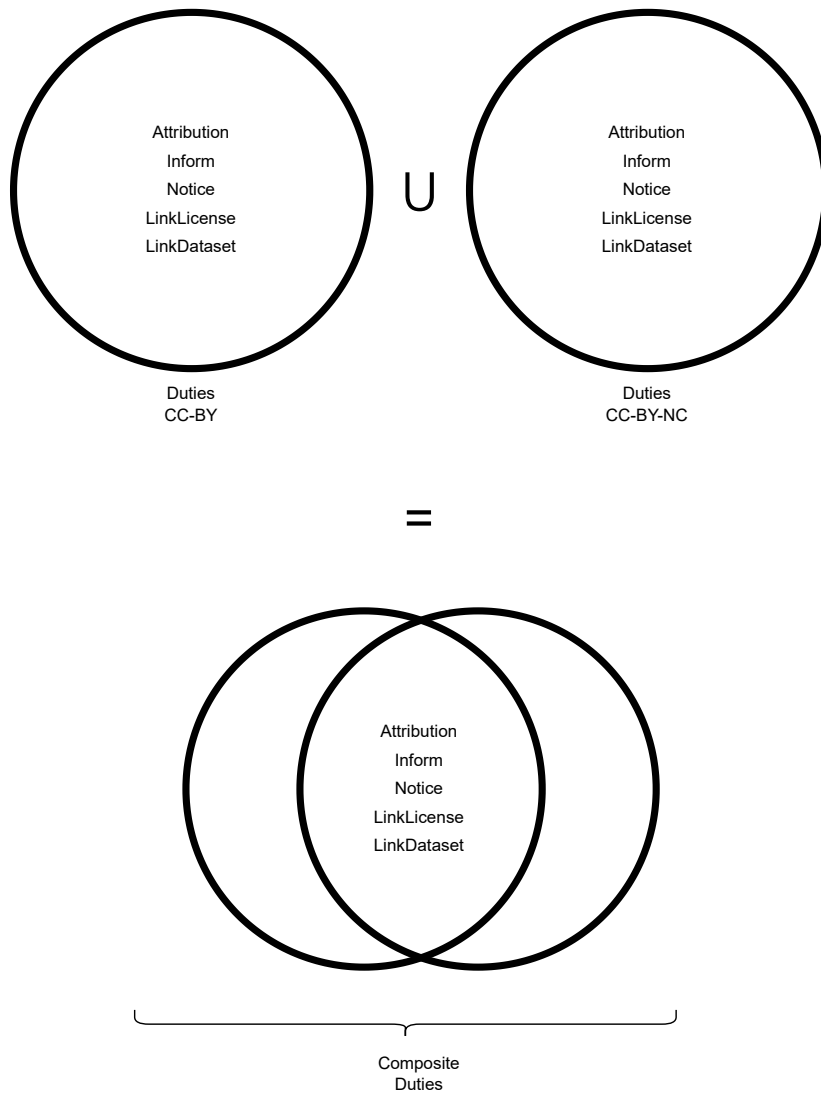 Attribution
Inform
Notice
LinkLicense
LinkDataset
Duties
CC-BY
∪
Attribution
Inform
Notice
LinkLicense
LinkDataset
Duties
CC-BY-NC
=
Attribution
Inform
Notice
LinkLicense
LinkDataset
Composite
Duties